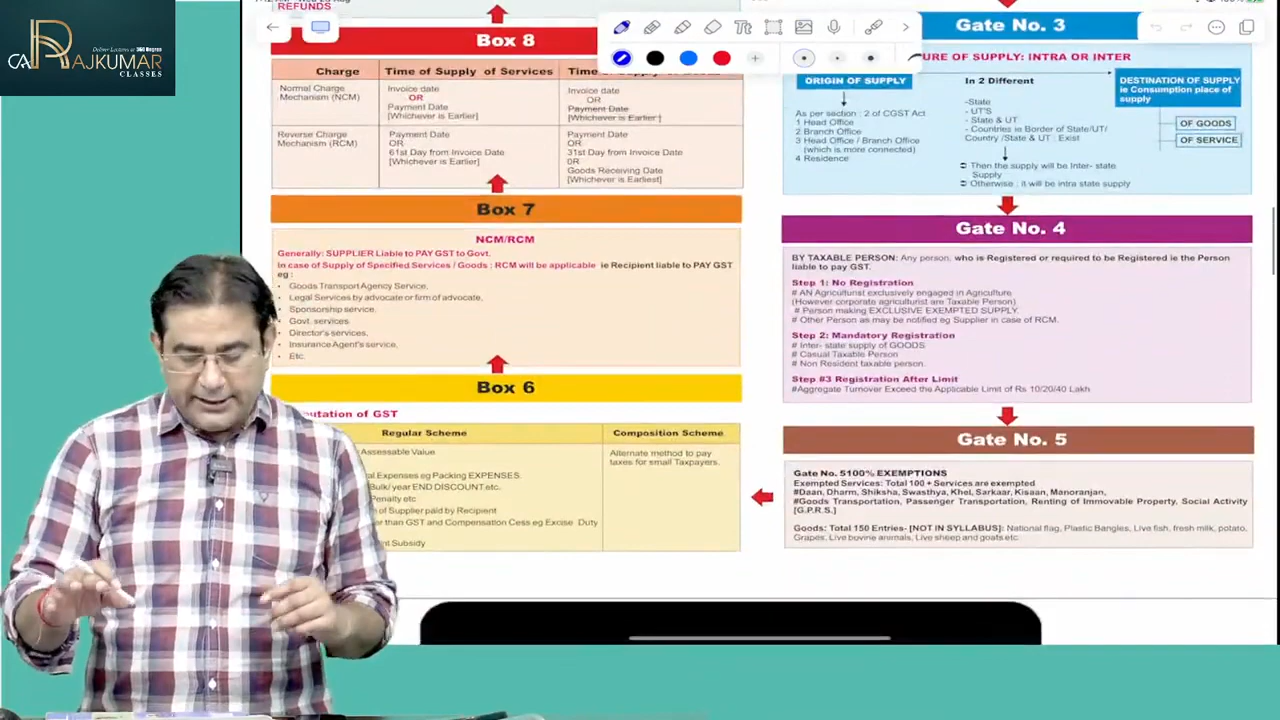 Deliver Lectures at 360 Degree
CA RAJKUMAR
CLASSES
REFUNDS
Box 8
Charge
Time of Supply of Services
Normal Charge
Mechanism (NCM)
Invoice date
OR
Payment Date
[Whichever is Earlier]
Invoice date
OR
Payment Date
[Whichever is Earlier ]
Reverse Charge
Mechanism (RCM)
Payment Date
OR
61st Day from Invoice Date
[Whichever is Earlier]
Payment Date
OR
31st Day from Invoice Date
OR
Goods Receiving Date
[Whichever is Earliest]
Box 7
NCM/RCM
Generally: SUPPLIER Liable to PAY GST to Govt.
In case of Supply of Specified Services / Goods ; RCM will be applicable ie Recipient liable to PAY GST
eg :
• Goods Transport Agency Service,
• Legal Services by advocate or firm of advocate,
• Sponsorship service,
• Govt. services
• Director's services,
• Insurance Agent's service,
• Etc.
Box 6
putation of GST
Regular Scheme
Composition Scheme
Assessable Value
al Expenses eg Packing EXPENSES.
Bulk/ year END DISCOUNT etc.
Penalty etc
n of Supplier paid by Recipient
er than GST and Compensation Cess eg Excise Duty
nt Subsidy
Alternate method to pay
taxes for small Taxpayers.
Gate No. 3
URE OF SUPPLY: INTRA OR INTER
ORIGIN OF SUPPLY
As per section : 2 of CGST Act
1 Head Office
2 Branch Office
3 Head Office / Branch Office
(which is more connected)
4 Residence
In 2 Different
-State
- UT'S
- State & UT
- Countries ie Border of State/UT/
Country /State & UT : Exist
Then the supply will be Inter- state
Supply
Otherwise : it will be intra state supply
DESTINATION OF SUPPLY
ie Consumption place of
supply
OF GOODS
OF SERVICE
Gate No. 4
BY TAXABLE PERSON: Any person, who is Registered or required to be Registered ie the Person
liable to pay GST.
Step 1: No Registration
# AN Agriculturist exclusively engaged in Agriculture
(However corporate agriculturist are Taxable Person)
# Person making EXCLUSIVE EXEMPTED SUPPLY.
# Other Person as may be notified eg Supplier in case of RCM.
Step 2: Mandatory Registration
# Inter- state supply of GOODS
# Casual Taxable Person
# Non Resident taxable person.
Step #3 Registration After Limit
#Aggregate Turnover Exceed the Applicable Limit of Rs 10/20/40 Lakh
Gate No. 5
Gate No. 5100% EXEMPTIONS
Exempted Services: Total 100 + Services are exempted
#Daan, Dharm, Shiksha, Swasthya, Khel, Sarkaar, Kisaan, Manoranjan,
#Goods Transportation, Passenger Transportation, Renting of Immovable Property, Social Activity
[G.P.R.S.]
Goods: Total 150 Entries- [NOT IN SYLLABUS]: National flag, Plastic Bangles, Live fish, fresh milk, potato,
Grapes, Live bovine animals, Live sheep and goats etc